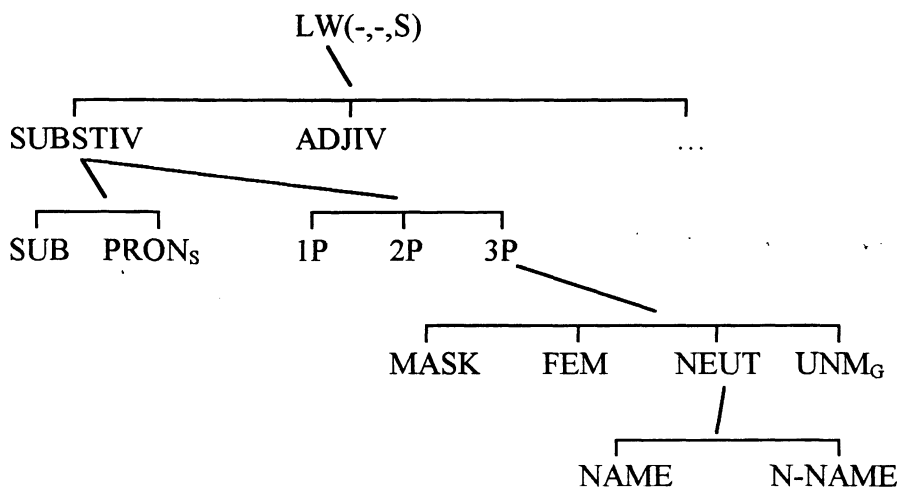 LW(-,-,S)
SUBSTIV ADJIV ...
SUB PRONS 1P 2P 3P
MASK FEM NEUT UNMG
NAME N-NAME